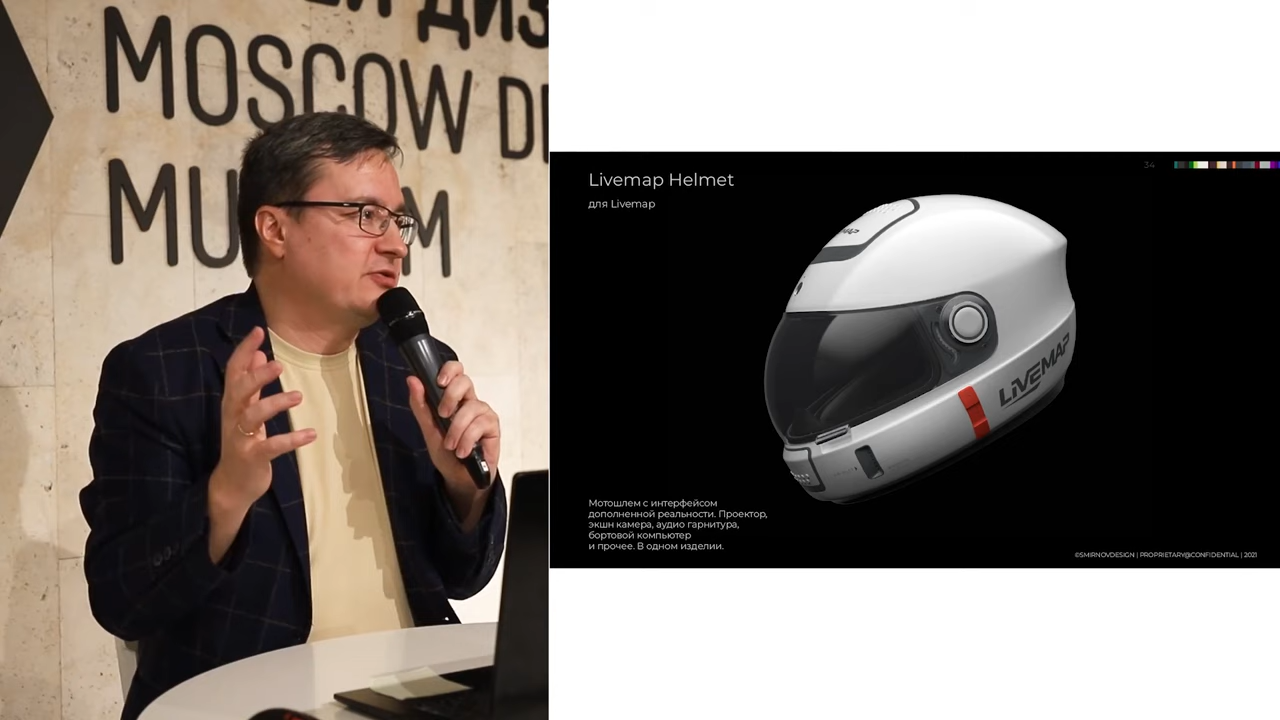 MOSCOW
Livemap Helmet
для Livemap
34
LIVEMAP
Мотошлем с интерфейсом
дополненной реальности. Проектор,
экшн камера, аудио гарнитура,
бортовой компьютер
и прочее. В одном изделии.
©SMIRNOVDESIGN | PROPRIETARY@CONFIDENTIAL | 2021